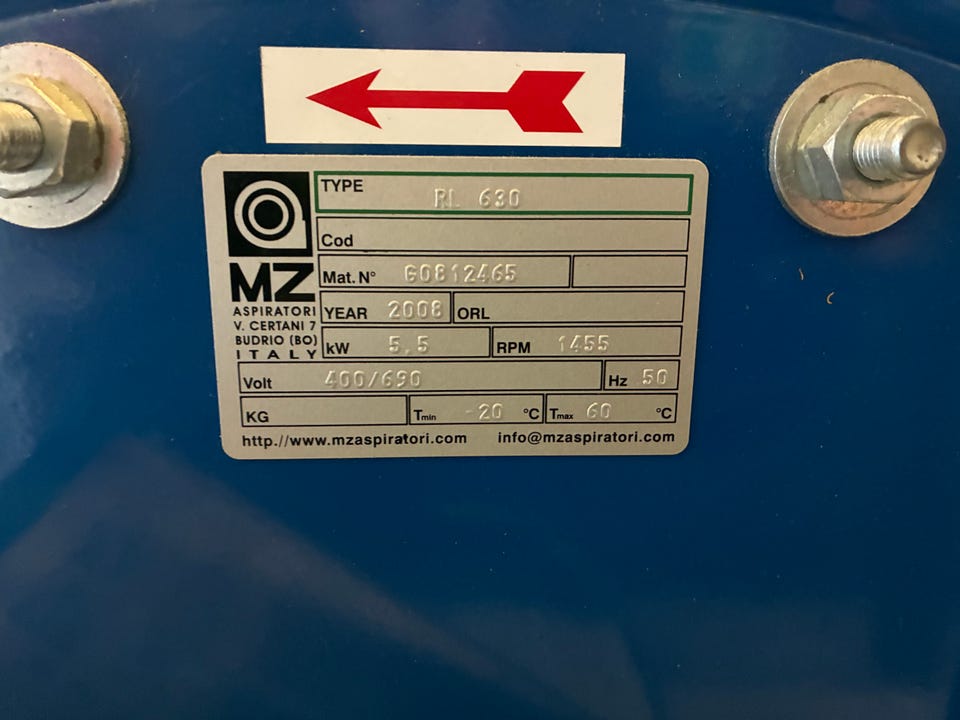 TYPE RL 630
Cod
MZ
Mat. N° G0812465
ASPIRATORI
V. CERTANI 7
BUDRIO (BO)
ITALY
YEAR 2008 ORL
kW 5,5 RPM 1455
Volt 400/690 Hz 50
KG Tmin -20 °C Tmax 60 °C
http.//www.mzaspiratori.com info@mzaspiratori.com